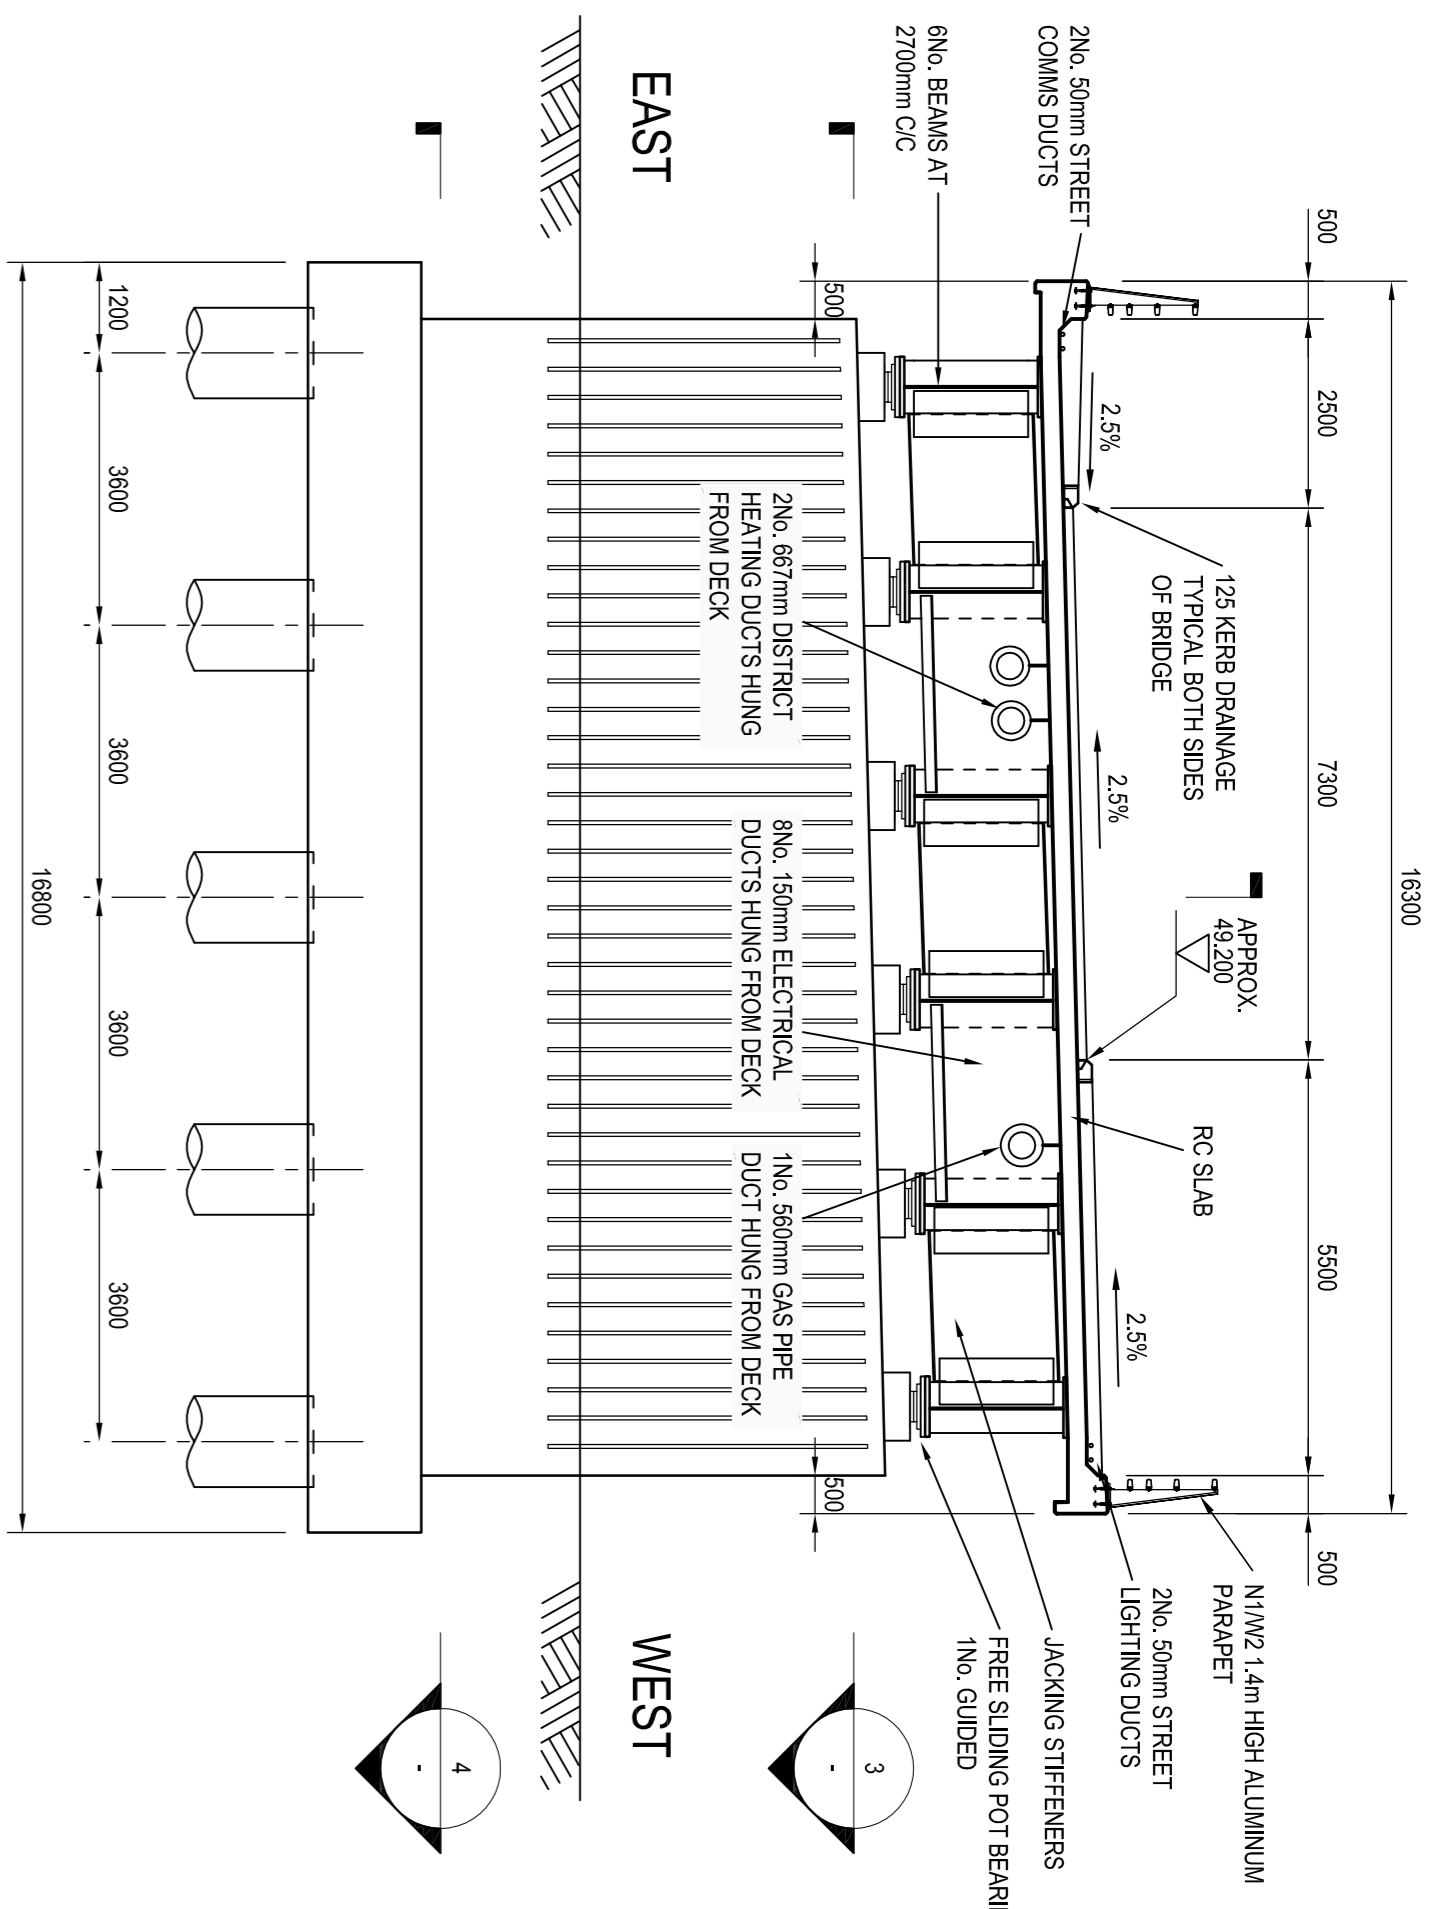 16300
500
2500
7300
5500
500
125 KERB DRAINAGE
TYPICAL BOTH SIDES
OF BRIDGE
APPROX.
49.200
RC SLAB
N1/W2 1.4m HIGH ALUMINUM
PARAPET
2No. 50mm STREET
COMMS DUCTS
2.5%
2.5%
2.5%
2No. 50mm STREET
LIGHTING DUCTS
6No. BEAMS AT
2700mm C/C
JACKING STIFFENERS
FREE SLIDING POT BEARI
1No. GUIDED
500
500
2No. 667mm DISTRICT
HEATING DUCTS HUNG
FROM DECK
8No. 150mm ELECTRICAL
DUCTS HUNG FROM DECK
1No. 560mm GAS PIPE
DUCT HUNG FROM DECK
3
-
EAST
WEST
4
-
1200
3600
3600
3600
3600
16800